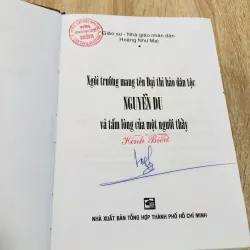 Giáo sư - Nhà giáo nhân dân
Hoàng Như Mai
Ngôi trường mang tên Đại thi hào dân tộc
NGUYỄN DU
và tấm lòng của một người thầy
Kính Biếu
NHÀ XUẤT BẢN TỔNG HỢP THÀNH PHỐ HỒ CHÍ MINH